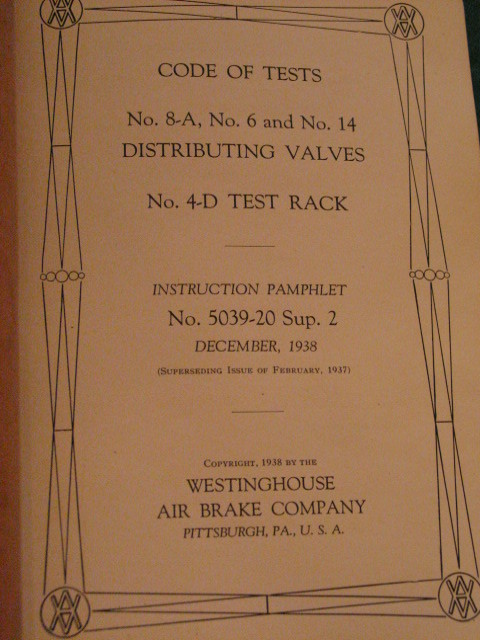 CODE OF TESTS
No. 8-A, No. 6 and No. 14
DISTRIBUTING VALVES
No. 4-D TEST RACK
INSTRUCTION PAMPHLET
No. 5039-20 Sup. 2
DECEMBER, 1938
(Superseding Issue of February, 1937)
Copyright, 1938 by the
WESTINGHOUSE
AIR BRAKE COMPANY
PITTSBURGH, PA., U. S. A.